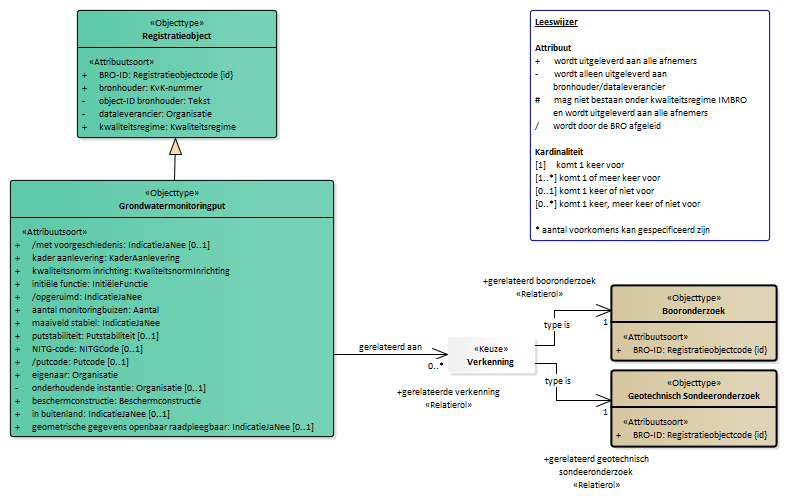 «Objecttype»
Registratieobject
«Attribuutsoort»
+ BRO-ID: Registratieobjectcode {id}
+ bronhouder: KvK-nummer
- object-ID bronhouder: Tekst
- dataleverancier: Organisatie
+ kwaliteitsregime: Kwaliteitsregime
Leeswijzer
Attribuut
+ wordt uitgeleverd aan alle afnemers
- wordt alleen uitgeleverd aan
bronhouder/dataleverancier
# mag niet bestaan onder kwaliteitsregime IMBRO
en wordt uitgeleverd aan alle afnemers
/ wordt door de BRO afgeleid
Kardinaliteit
[1] komt 1 keer voor
[1..*] komt 1 of meer keer voor
[0..1] komt 1 keer of niet voor
[0..*] komt 1 keer, meer keer of niet voor
* aantal voorkomens kan gespecificeerd zijn
«Objecttype»
Grondwatermonitoringput
«Attribuutsoort»
+ /met voorgeschiedenis: IndicatieJaNee [0..1]
+ kader aanlevering: KaderAanlevering
+ kwaliteitsnorm inrichting: KwaliteitsnormInrichting
+ initiële functie: InitiëleFunctie
+ /opgeruimd: IndicatieJaNee
+ aantal monitoringbuizen: Aantal
+ maaiveld stabiel: IndicatieJaNee
+ putstabiliteit: Putstabiliteit [0..1]
+ NITG-code: NITGCode [0..1]
+ /putcode: Putcode [0..1]
+ eigenaar: Organisatie
- onderhoudende instantie: Organisatie [0..1]
+ beschermconstructie: Beschermconstructie
+ in buitenland: IndicatieJaNee [0..1]
+ geometrische gegevens openbaar raadpleegbaar: IndicatieJaNee [0..1]
gerelateerd aan
0..*
+gerelateerde verkenning
«Relatierol»
«Keuze»
Verkenning
+gerelateerd booronderzoek
«Relatierol»
type is
1
type is
1
+gerelateerd geotechnisch
sondeeronderzoek
«Relatierol»
«Objecttype»
Booronderzoek
«Attribuutsoort»
+ BRO-ID: Registratieobjectcode {id}
«Objecttype»
Geotechnisch Sondeeronderzoek
«Attribuutsoort»
+ BRO-ID: Registratieobjectcode {id}